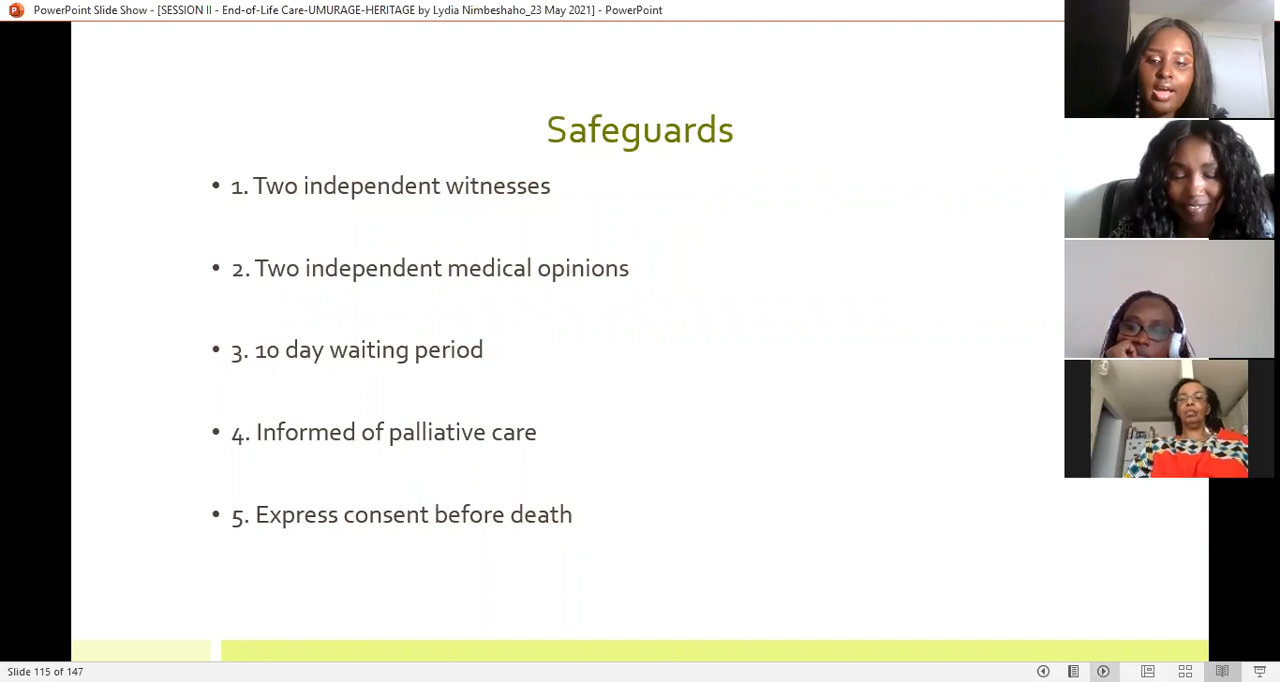 PowerPoint Slide Show - [SESSION II - End-of-Life Care-UMURAGE-HERITAGE by Lydia Nimbeshaho_23 May 2021] - PowerPoint
Safeguards
• 1. Two independent witnesses
• 2. Two independent medical opinions
• 3. 10 day waiting period
• 4. Informed of palliative care
• 5. Express consent before death
Slide 115 of 147